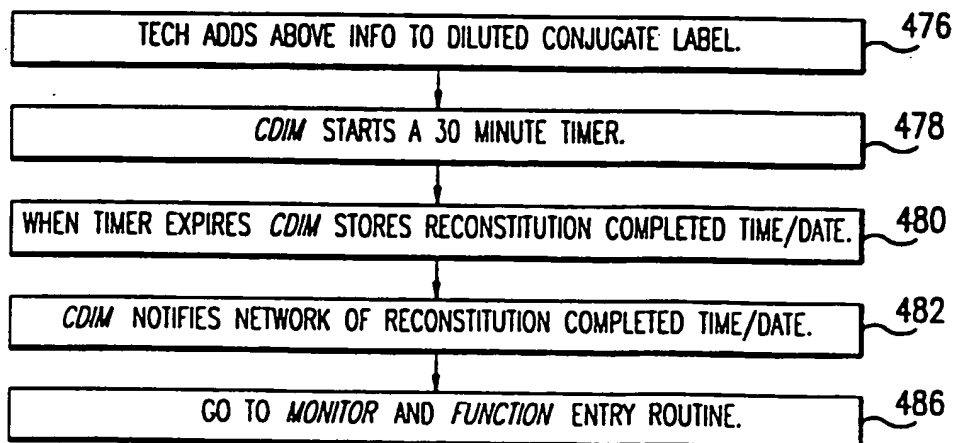 TECH ADDS ABOVE INFO TO DILUTED CONJUGATE LABEL. 476
CDIM STARTS A 30 MINUTE TIMER. 478
WHEN TIMER EXPIRES CDIM STORES RECONSTITUTION COMPLETED TIME/DATE. 480
CDIM NOTIFIES NETWORK OF RECONSTITUTION COMPLETED TIME/DATE. 482
GO TO MONITOR AND FUNCTION ENTRY ROUTINE. 486